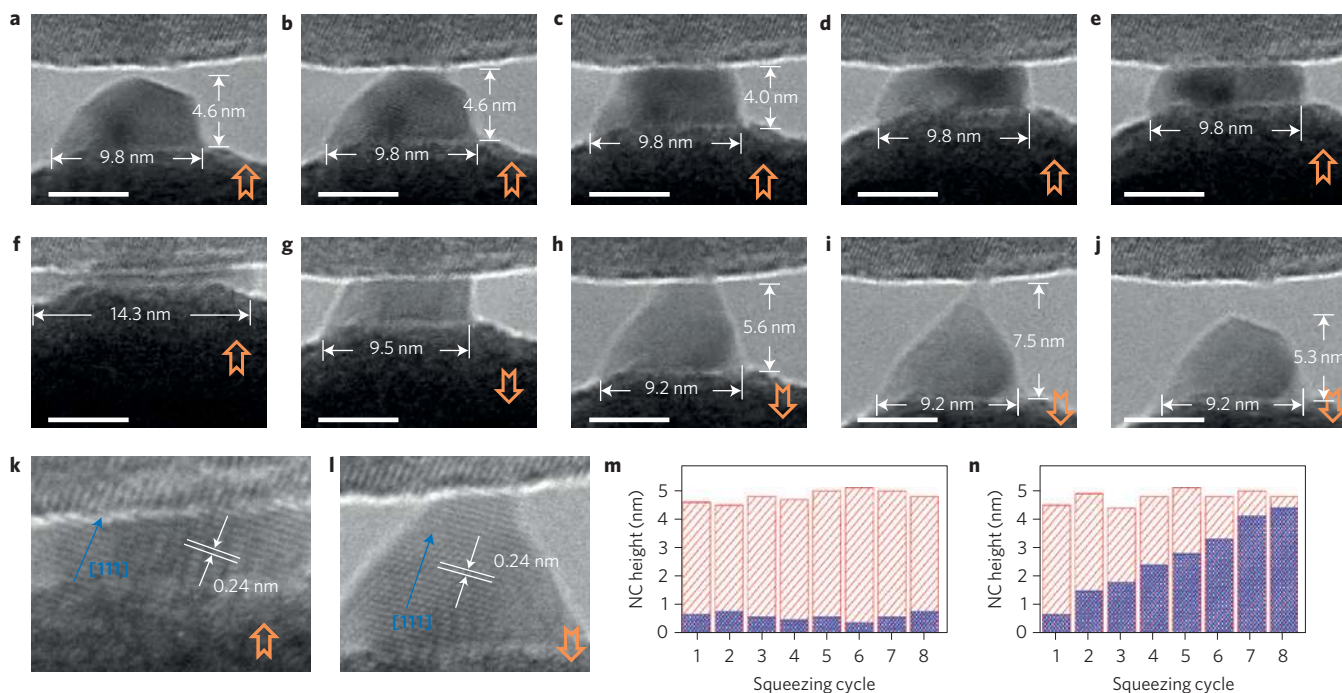 a
4.6 nm
9.8 nm
b
4.6 nm
9.8 nm
c
4.0 nm
9.8 nm
d
9.8 nm
e
9.8 nm
f
14.3 nm
g
9.5 nm
h
5.6 nm
9.2 nm
i
7.5 nm
9.2 nm
j
5.3 nm
9.2 nm
k
[111]
0.24 nm
l
[111]
0.24 nm
m
NC height (nm)
5
4
3
2
1
0
1 2 3 4 5 6 7 8
Squeezing cycle
n
NC height (nm)
5
4
3
2
1
0
1 2 3 4 5 6 7 8
Squeezing cycle